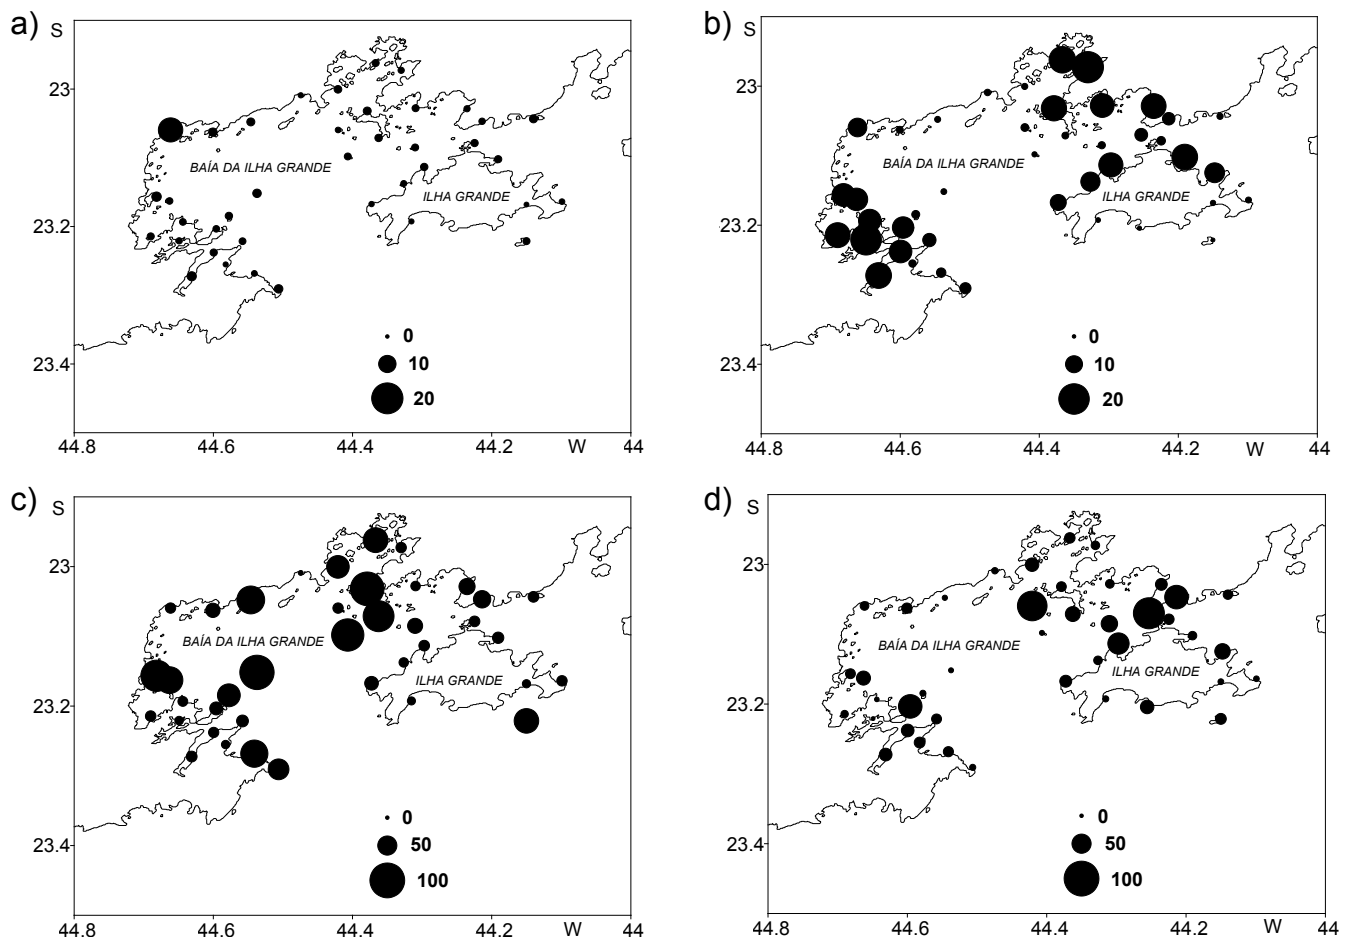 a)
S
23
BAÍA DA ILHA GRANDE
ILHA GRANDE
23.2
0
10
23.4
20
44.8
44.6
44.4
44.2
W
44
b)
S
23
BAÍA DA ILHA GRANDE
ILHA GRANDE
23.2
0
10
23.4
20
44.8
44.6
44.4
44.2
W
44
c)
S
23
BAÍA DA ILHA GRANDE
ILHA GRANDE
23.2
0
50
23.4
100
44.8
44.6
44.4
44.2
W
44
d)
S
23
BAÍA DA ILHA GRANDE
ILHA GRANDE
23.2
0
50
23.4
100
44.8
44.6
44.4
44.2
W
44